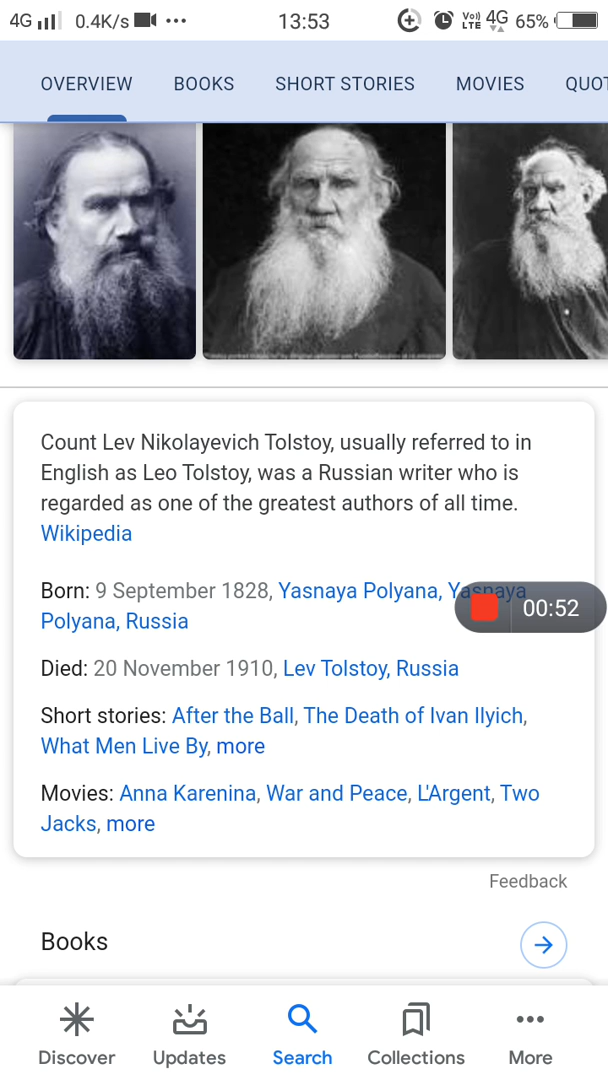 4G 0.4K/s ••• 13:53 Vo) LTE 4G 65%
OVERVIEW BOOKS SHORT STORIES MOVIES QUOT
Count Lev Nikolayevich Tolstoy, usually referred to in
English as Leo Tolstoy, was a Russian writer who is
regarded as one of the greatest authors of all time.
Wikipedia
Born: 9 September 1828, Yasnaya Polyana, Yasnaya
Polyana, Russia
00:52
Died: 20 November 1910, Lev Tolstoy, Russia
Short stories: After the Ball, The Death of Ivan Ilyich,
What Men Live By, more
Movies: Anna Karenina, War and Peace, L'Argent, Two
Jacks, more
Feedback
Books
Discover Updates Search Collections More